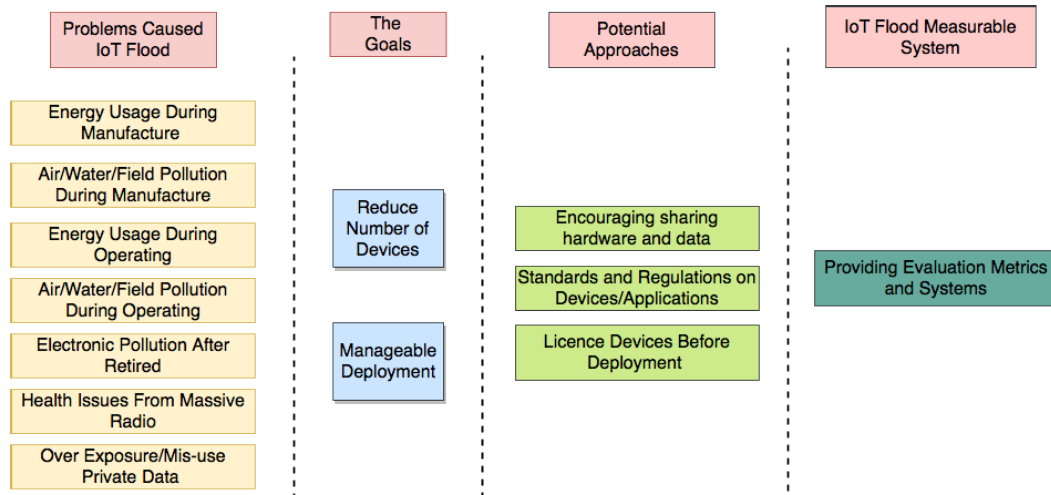 Problems Caused
IoT Flood
The
Goals
Potential
Approaches
IoT Flood Measurable
System
Energy Usage During
Manufacture
Air/Water/Field Pollution
During Manufacture
Energy Usage During
Operating
Air/Water/Field Pollution
During Operating
Electronic Pollution After
Retired
Health Issues From Massive
Radio
Over Exposure/Mis-use
Private Data
Reduce
Number of
Devices
Manageable
Deployment
Encouraging sharing
hardware and data
Standards and Regulations on
Devices/Applications
Licence Devices Before
Deployment
Providing Evaluation Metrics
and Systems